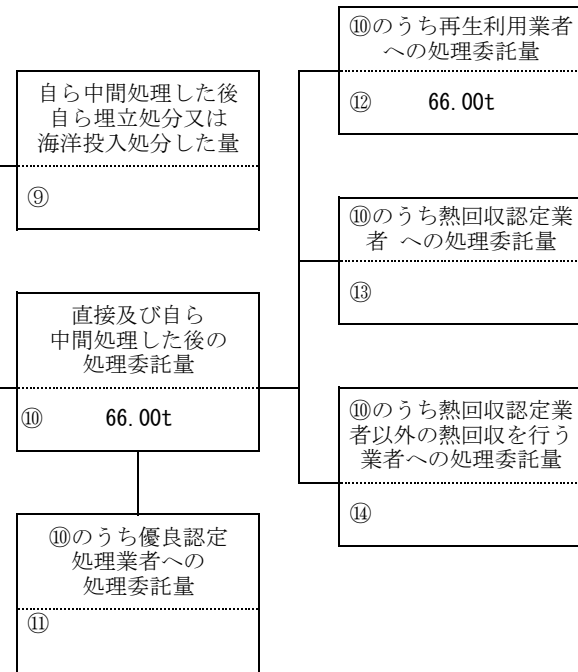 自ら中間処理した後
自ら埋立処分又は
海洋投入処分した量
⑨
直接及び自ら
中間処理した後の
処理委託量
⑩ 66.00t
⑩のうち優良認定
処理業者への
処理委託量
⑪
⑩のうち再生利用業者
への処理委託量
⑫ 66.00t
⑩のうち熱回収認定業
者 への処理委託量
⑬
⑩のうち熱回収認定業
者以外の熱回収を行う
業者への処理委託量
⑭